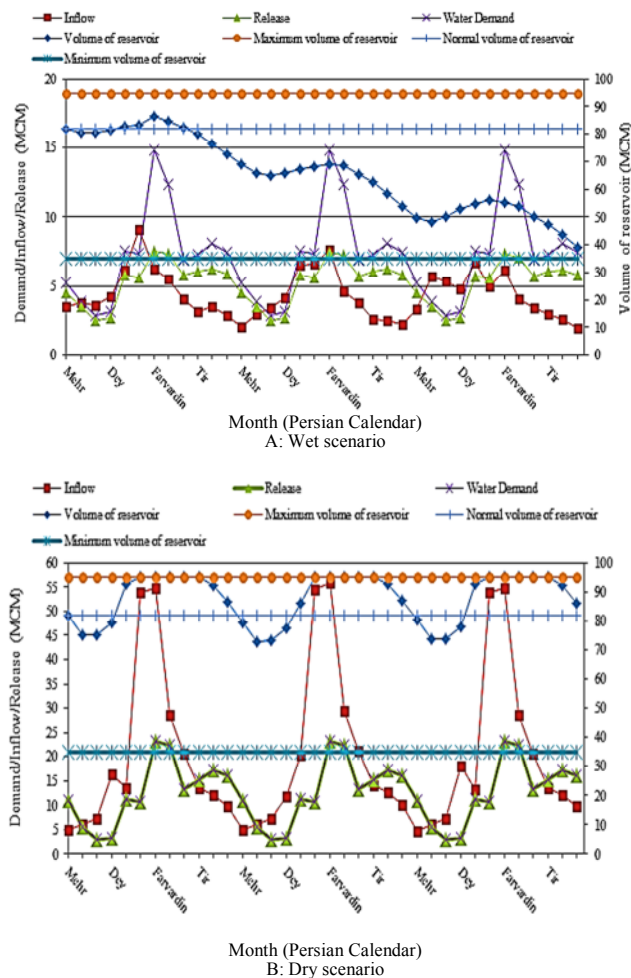 Inflow Release Water Demand
Volume of reservoir Maximum volume of reservoir Normal volume of reservoir
Minimum volume of reservoir
Demand/Inflow/Release (MCM)
20
15
10
5
0
100
90
80
70
60
50
40
30
20
10
0
Volume of reservoir (MCM)
Mehr Dey Farvardin Tir Mehr Dey Farvardin Tir Mehr Dey Farvardin Tir
Month (Persian Calendar)
A: Wet scenario
Inflow Release Water Demand
Volume of reservoir Maximum volume of reservoir Normal volume of reservoir
Minimum volume of reservoir
Demand/Inflow/Release (MCM)
60
55
50
45
40
35
30
25
20
15
10
5
0
100
90
80
70
60
50
40
30
20
10
0
Mehr Dey Farvardin Tir Mehr Dey Farvardin Tir Mehr Dey Farvardin Tir
Month (Persian Calendar)
B: Dry scenario